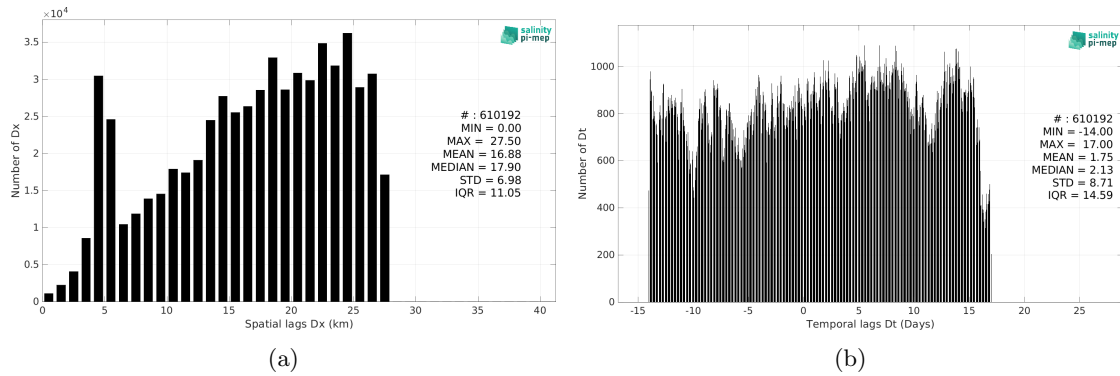 ×10⁴
3.5
3
2.5
2
1.5
1
0.5
0
Number of Dx
0 5 10 15 20 25 30 35 40
Spatial lags Dx (km)
salinity
pi-mep
# : 610192
MIN = 0.00
MAX = 27.50
MEAN = 16.88
MEDIAN = 17.90
STD = 6.98
IQR = 11.05
(a)
1000
800
600
400
200
0
Number of Dt
-15 -10 -5 0 5 10 15 20 25
Temporal lags Dt (Days)
salinity
pi-mep
# : 610192
MIN = -14.00
MAX = 17.00
MEAN = 1.75
MEDIAN = 2.13
STD = 8.71
IQR = 14.59
(b)